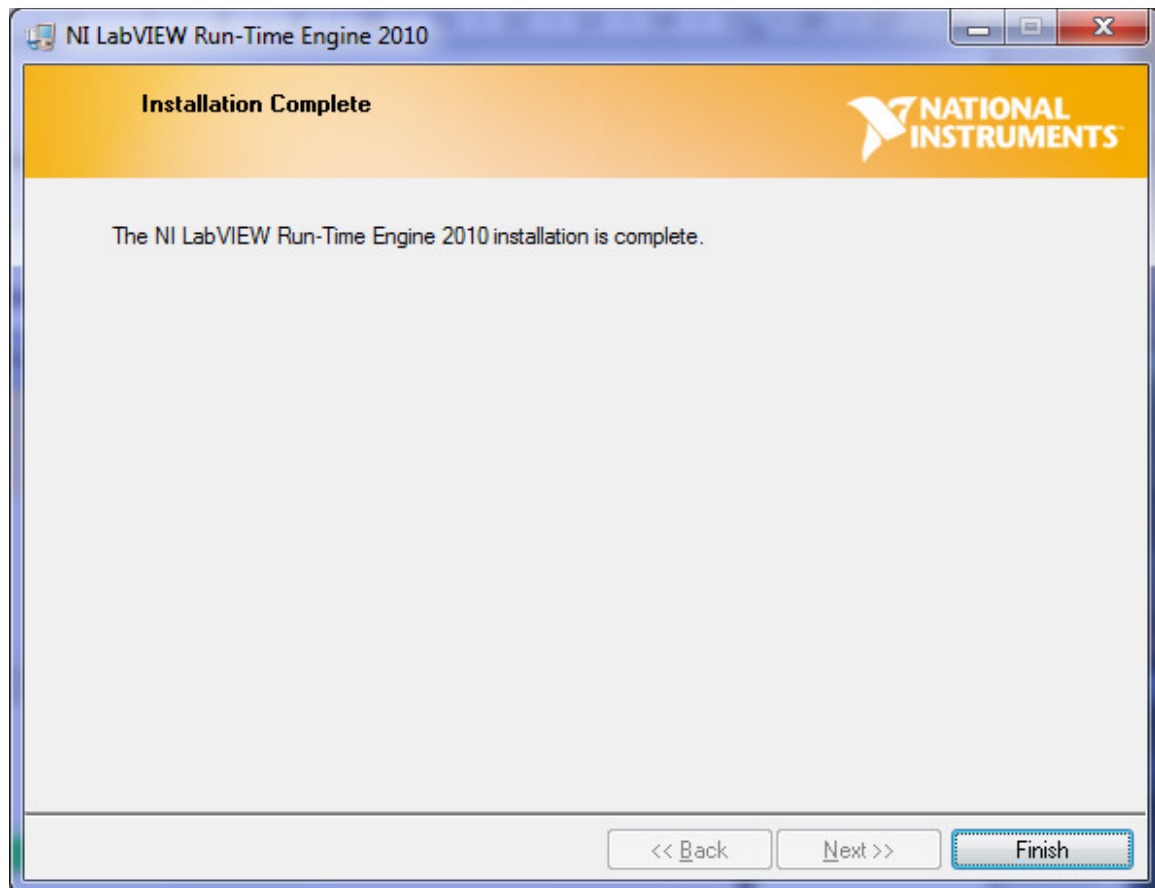 NI LabVIEW Run-Time Engine 2010
Installation Complete
NATIONAL
INSTRUMENTS™
The NI LabVIEW Run-Time Engine 2010 installation is complete.
<< Back
Next >>
Finish